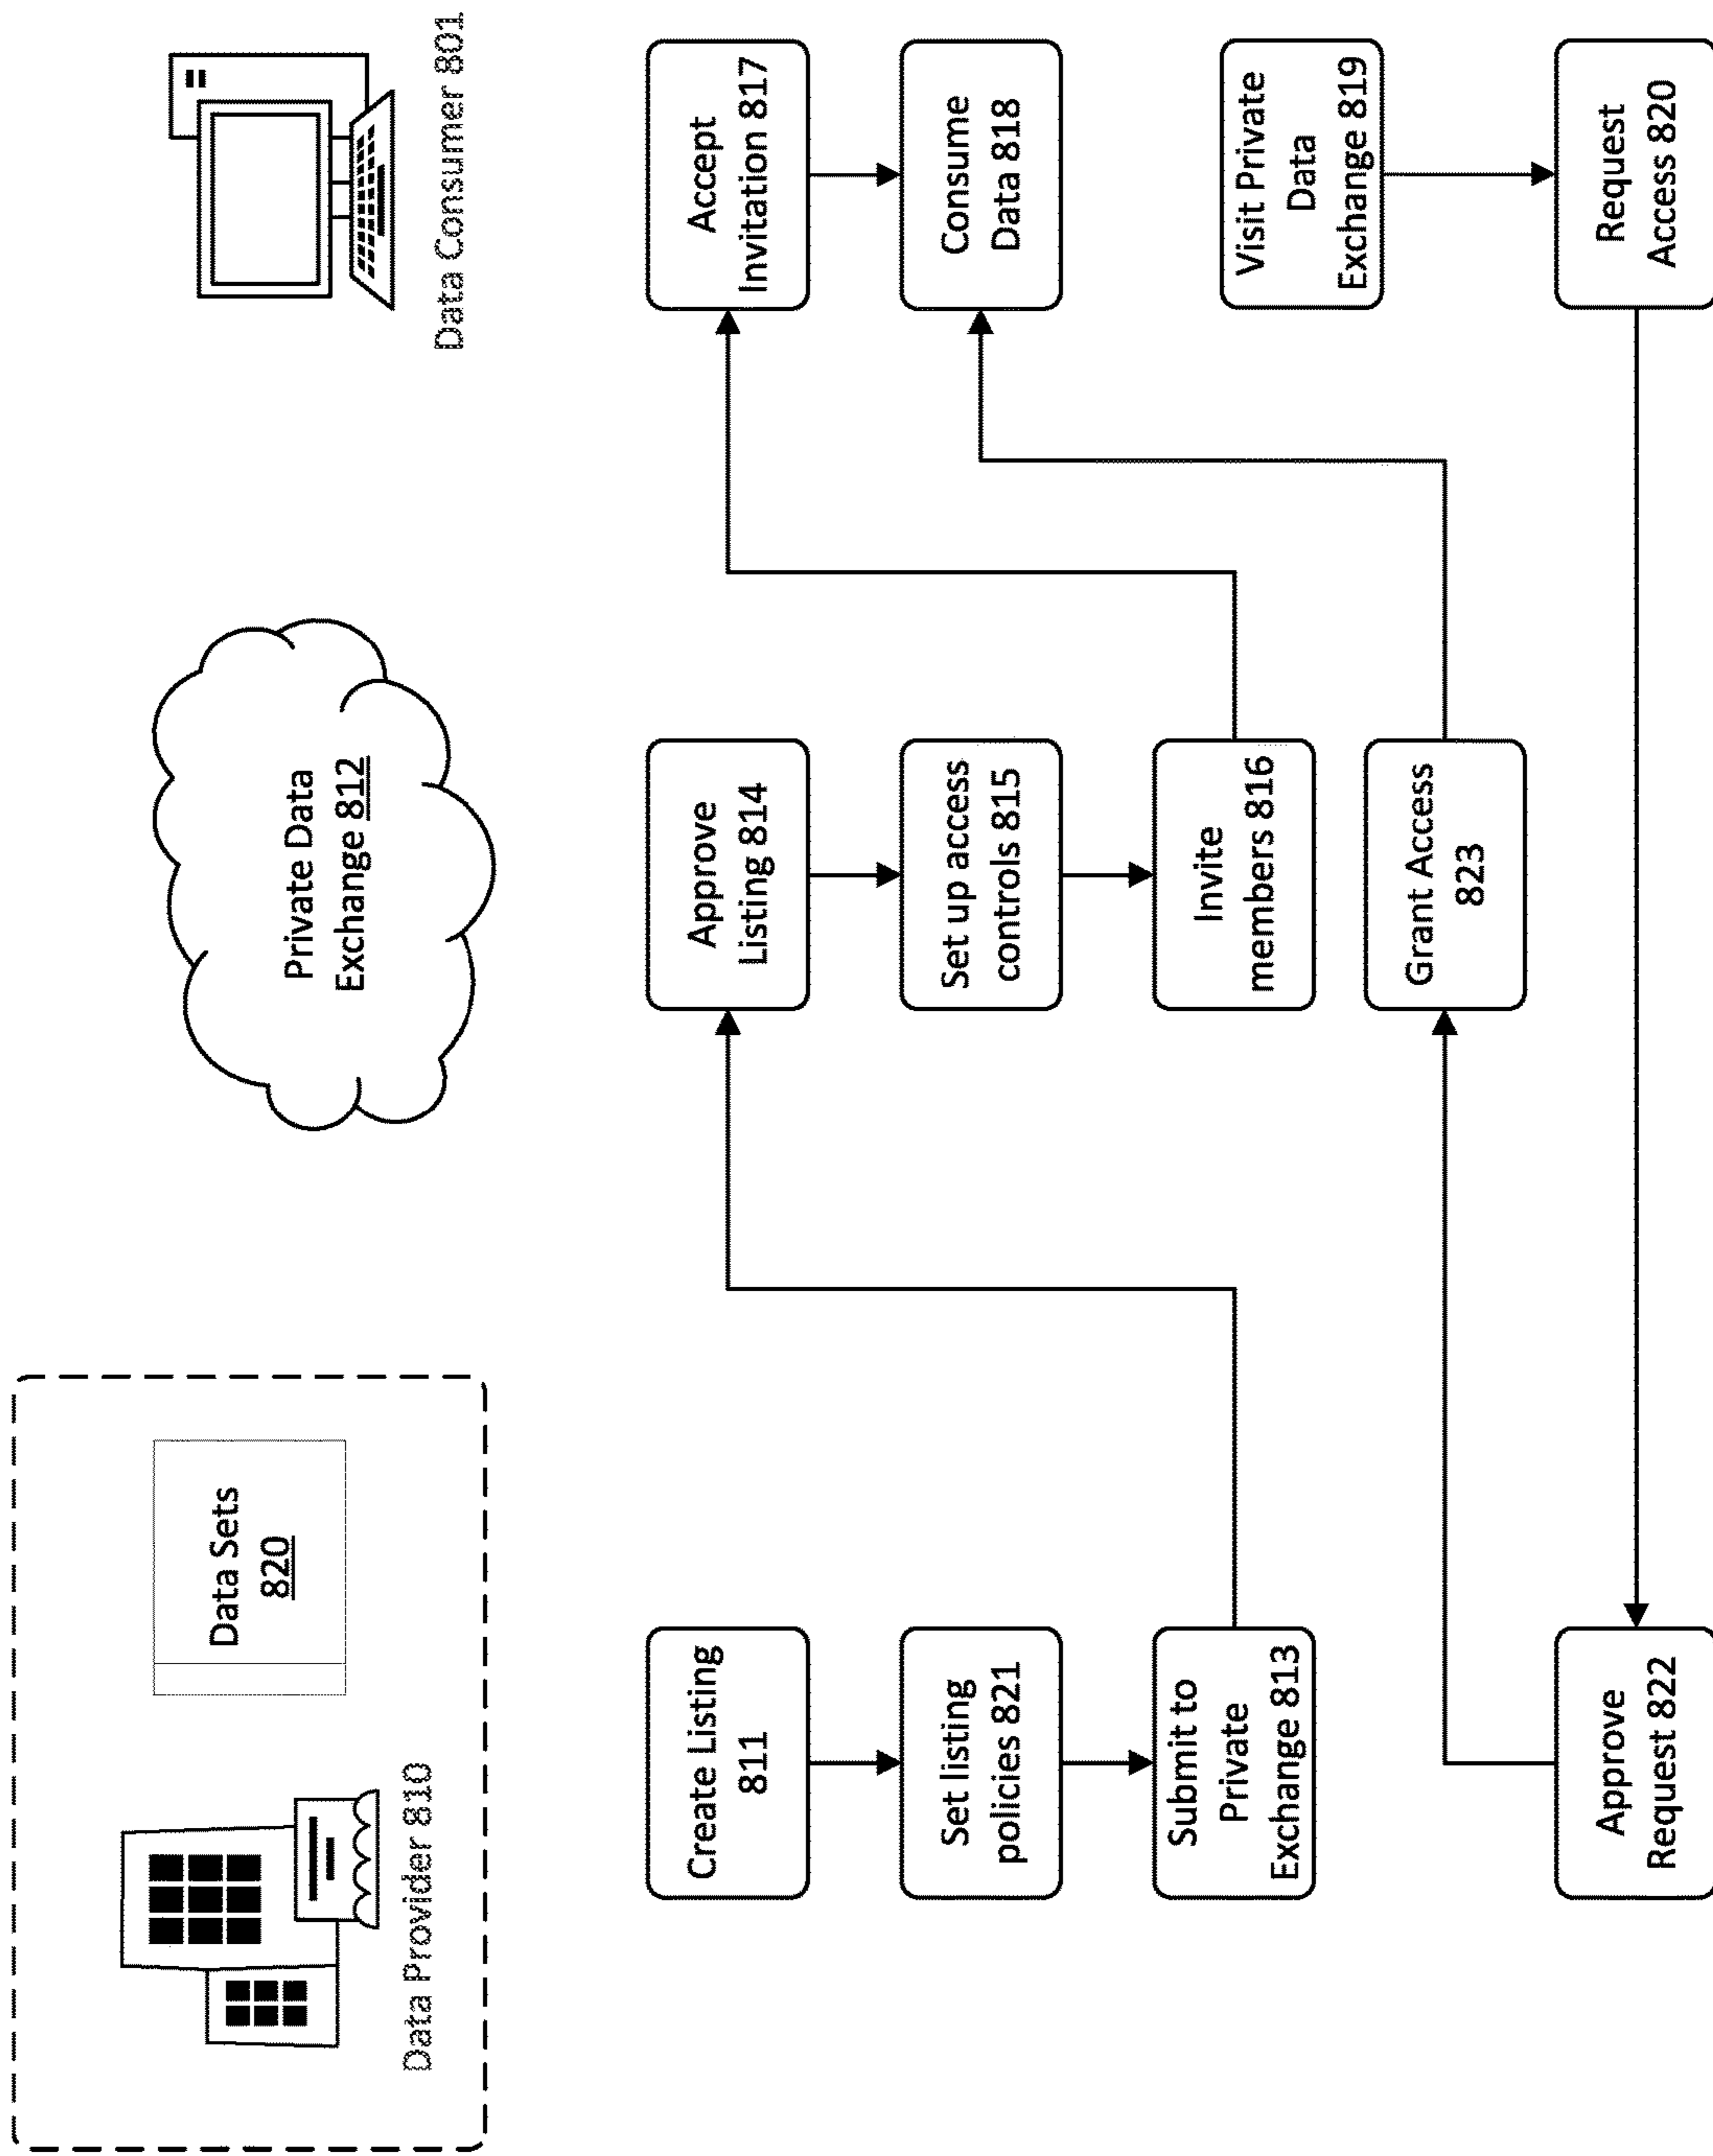 Data Sets
820
Data Provider 810
Private Data
Exchange 812
Data Consumer 801
Create Listing
811
Set listing
policies 821
Submit to
Private
Exchange 813
Approve
Request 822
Approve
Listing 814
Set up access
controls 815
Invite
members 816
Grant Access
823
Accept
Invitation 817
Consume
Data 818
Visit Private
Data
Exchange 819
Request
Access 820